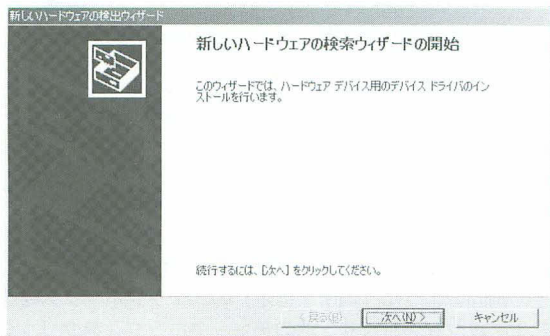 新しいハードウェアの検出ウィザード
新しいハードウェアの検索ウィザードの開始
このウィザードでは、ハードウェア デバイス用のデバイス ドライバのイン
ストールを行います。
続行するには、[次へ] をクリックしてください。
< 戻る(B)
次へ(N) >
キャンセル